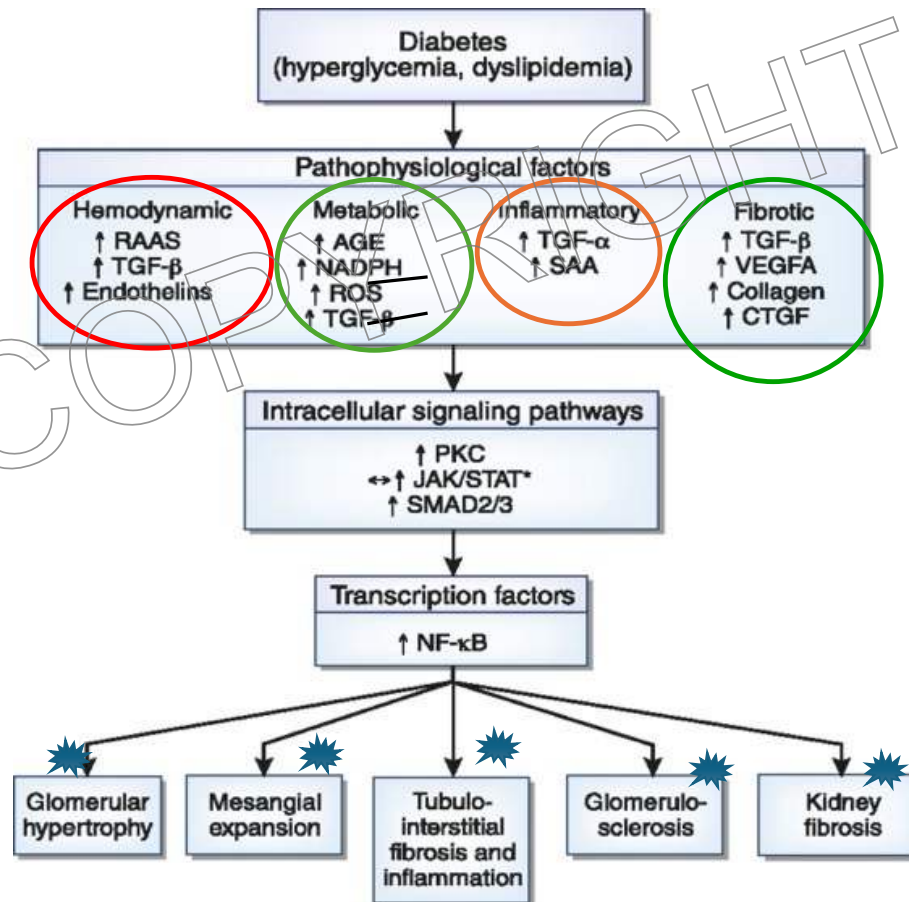 Diabetes
(hyperglycemia, dyslipidemia)
Pathophysiological factors
Hemodynamic
↑ RAAS
↑ TGF-β
↑ Endothelins
Metabolic
↑ AGE
↑ NADPH
↑ ROS
↑ TGF-β
Inflammatory
↑ TGF-α
↑ SAA
Fibrotic
↑ TGF-β
↑ VEGFA
↑ Collagen
↑ CTGF
Intracellular signaling pathways
↑ PKC
↔↑ JAK/STAT*
↑ SMAD2/3
Transcription factors
↑ NF-κB
Glomerular
hypertrophy
Mesangial
expansion
Tubulo-
interstitial
fibrosis and
inflammation
Glomerulo-
sclerosis
Kidney
fibrosis
COPYRIGHT